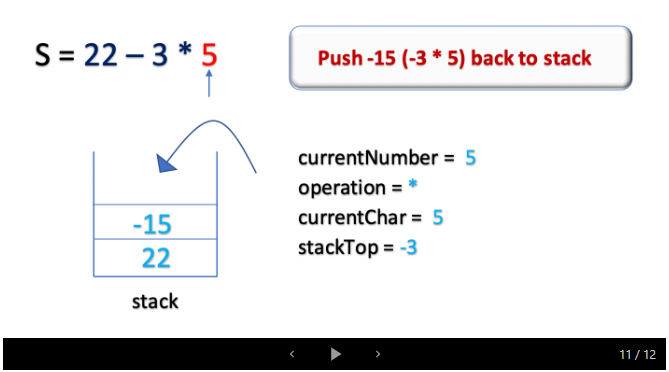 S = 22 – 3 * 5
Push -15 (-3 * 5) back to stack
currentNumber = 5
operation = *
currentChar = 5
stackTop = -3
-15
22
stack
11 / 12